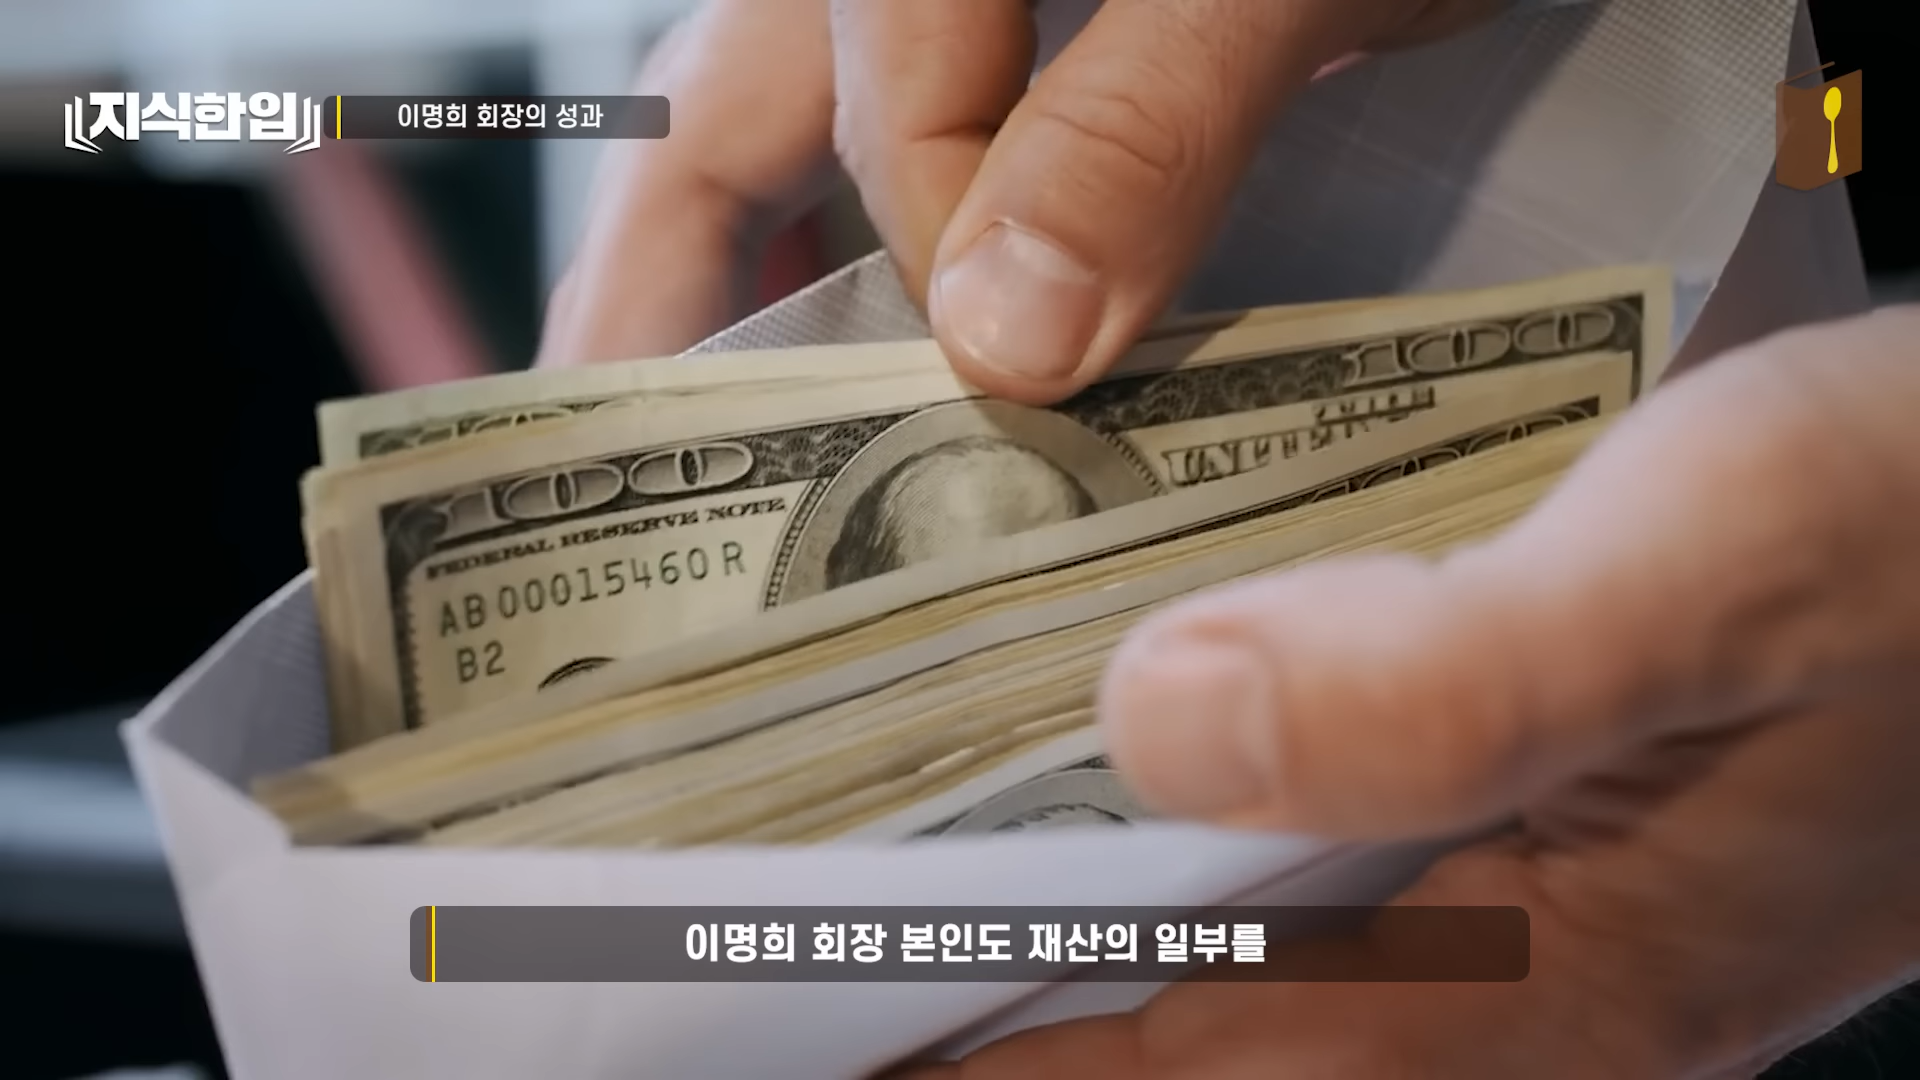 지식한입
이명희 회장의 성과
100
100
FEDERAL RESERVE NOTE
UNITED
AB 00015460 R
B2
이명희 회장 본인도 재산의 일부를